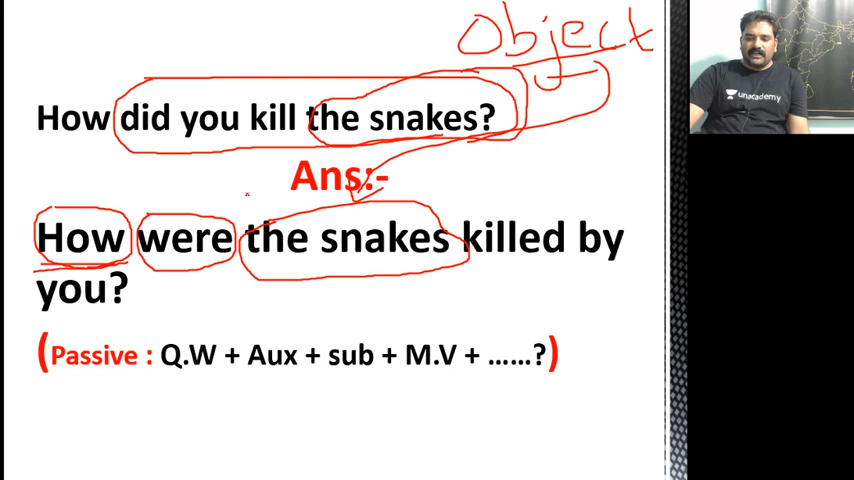 Object
How did you kill the snakes?
Ans:-
How were the snakes killed by
you?
(Passive : Q.W + Aux + sub + M.V + ......?)
unacademy